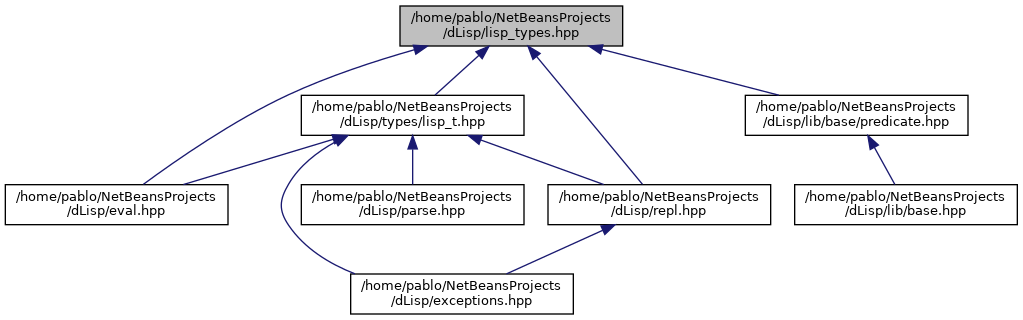 /home/pablo/NetBeansProjects
/dLisp/lisp_types.hpp
/home/pablo/NetBeansProjects
/dLisp/types/lisp_t.hpp
/home/pablo/NetBeansProjects
/dLisp/lib/base/predicate.hpp
/home/pablo/NetBeansProjects
/dLisp/eval.hpp
/home/pablo/NetBeansProjects
/dLisp/parse.hpp
/home/pablo/NetBeansProjects
/dLisp/repl.hpp
/home/pablo/NetBeansProjects
/dLisp/lib/base.hpp
/home/pablo/NetBeansProjects
/dLisp/exceptions.hpp